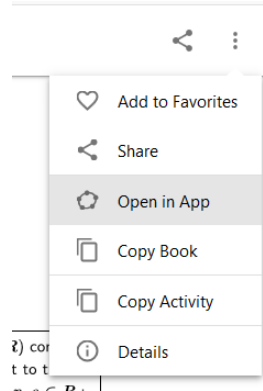 Add to Favorites
Share
Open in App
Copy Book
Copy Activity
Details